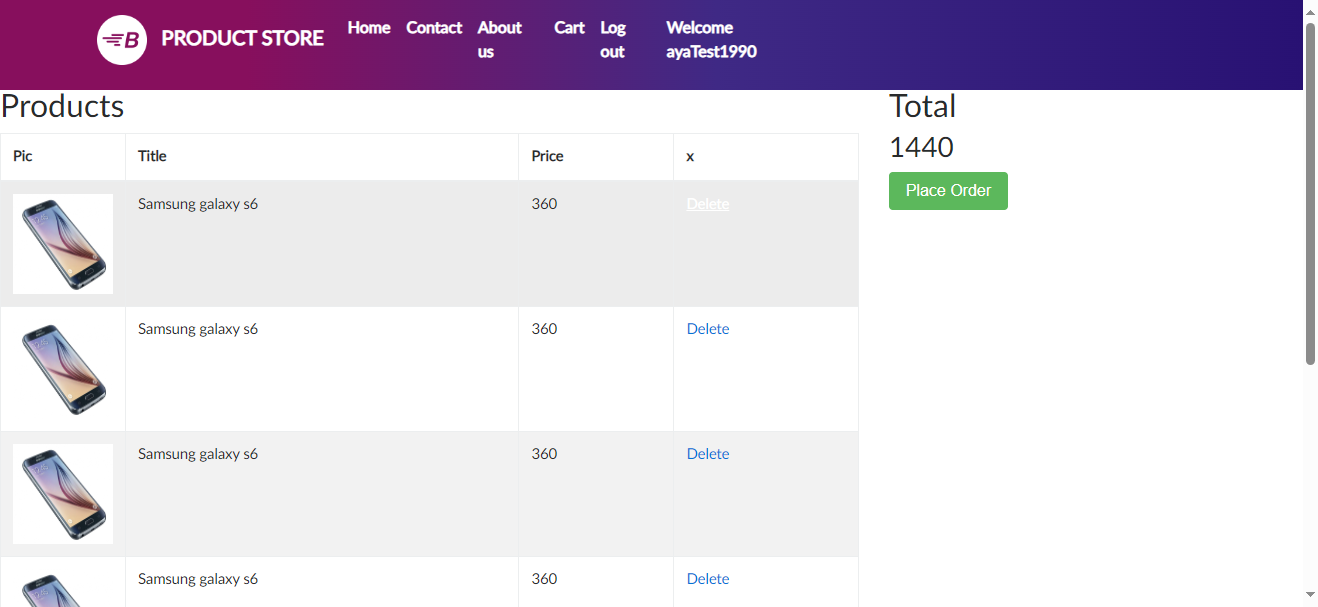 B PRODUCT STORE Home Contact About us Cart Log out Welcome ayaTest1990
Products
Pic Title Price x
Samsung galaxy s6 360 Delete
Samsung galaxy s6 360 Delete
Samsung galaxy s6 360 Delete
Samsung galaxy s6 360 Delete
Total
1440
Place Order